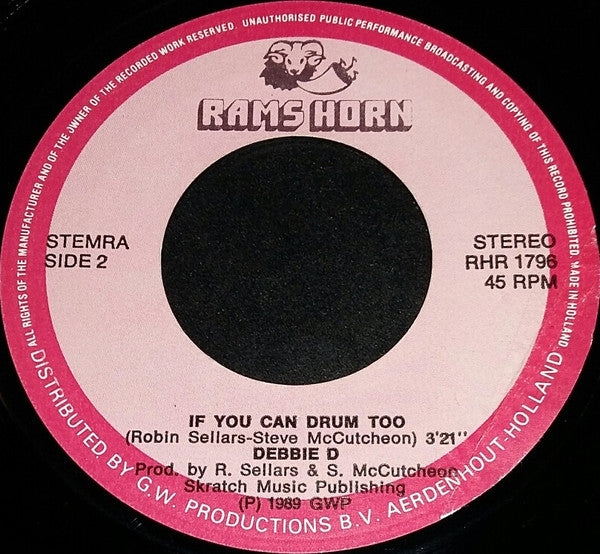 ALL RIGHTS OF THE MANUFACTURER AND OF THE OWNER OF THE RECORDED WORK RESERVED. UNAUTHORISED PUBLIC PERFORMANCE BROADCASTING AND COPYING OF THIS RECORD PROHIBITED. MADE IN HOLLAND
RAMS HORN
STEMRA
SIDE 2
STEREO
RHR 1796
45 RPM
IF YOU CAN DRUM TOO
(Robin Sellars-Steve McCutcheon) 3'21"
DEBBIE D
Prod. by R. Sellars & S. McCutcheon
Skratch Music Publishing
(P) 1989 GWP
DISTRIBUTED BY G.W. PRODUCTIONS B.V. AERDENHOUT-HOLLAND